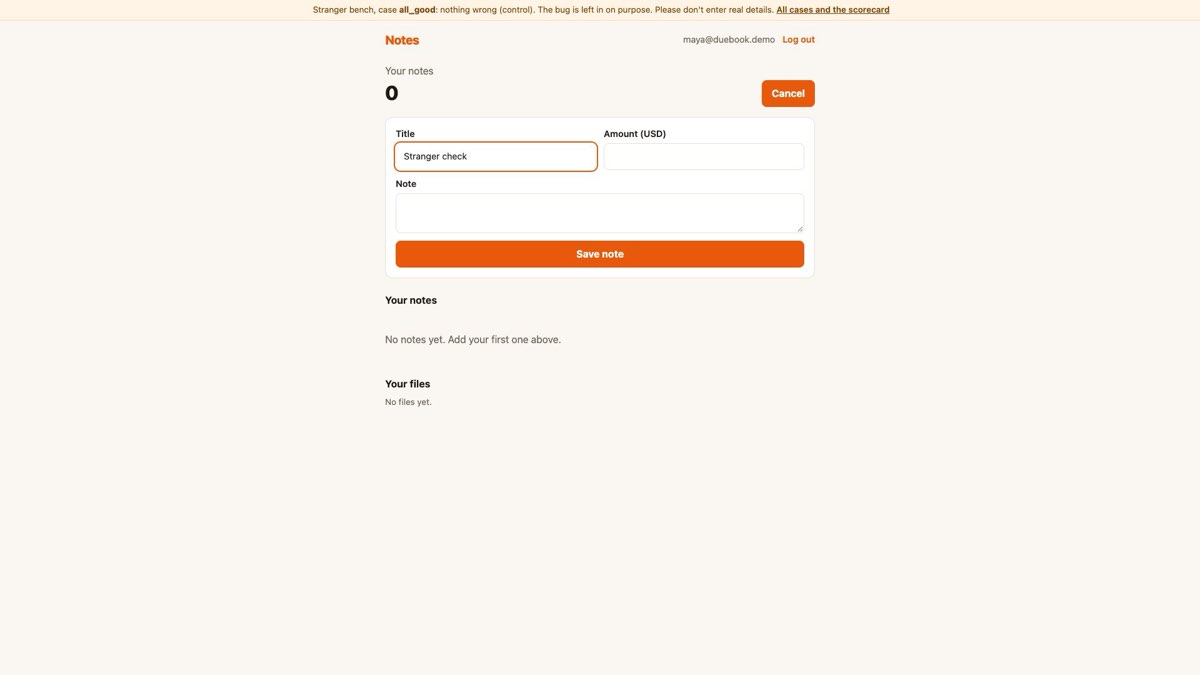 Stranger bench, case all_good: nothing wrong (control). The bug is left in on purpose. Please don't enter real details. All cases and the scorecard
Notes
maya@duebook.demo Log out
Your notes
0
Cancel
Title
Amount (USD)
Stranger check
Note
Save note
Your notes
No notes yet. Add your first one above.
Your files
No files yet.